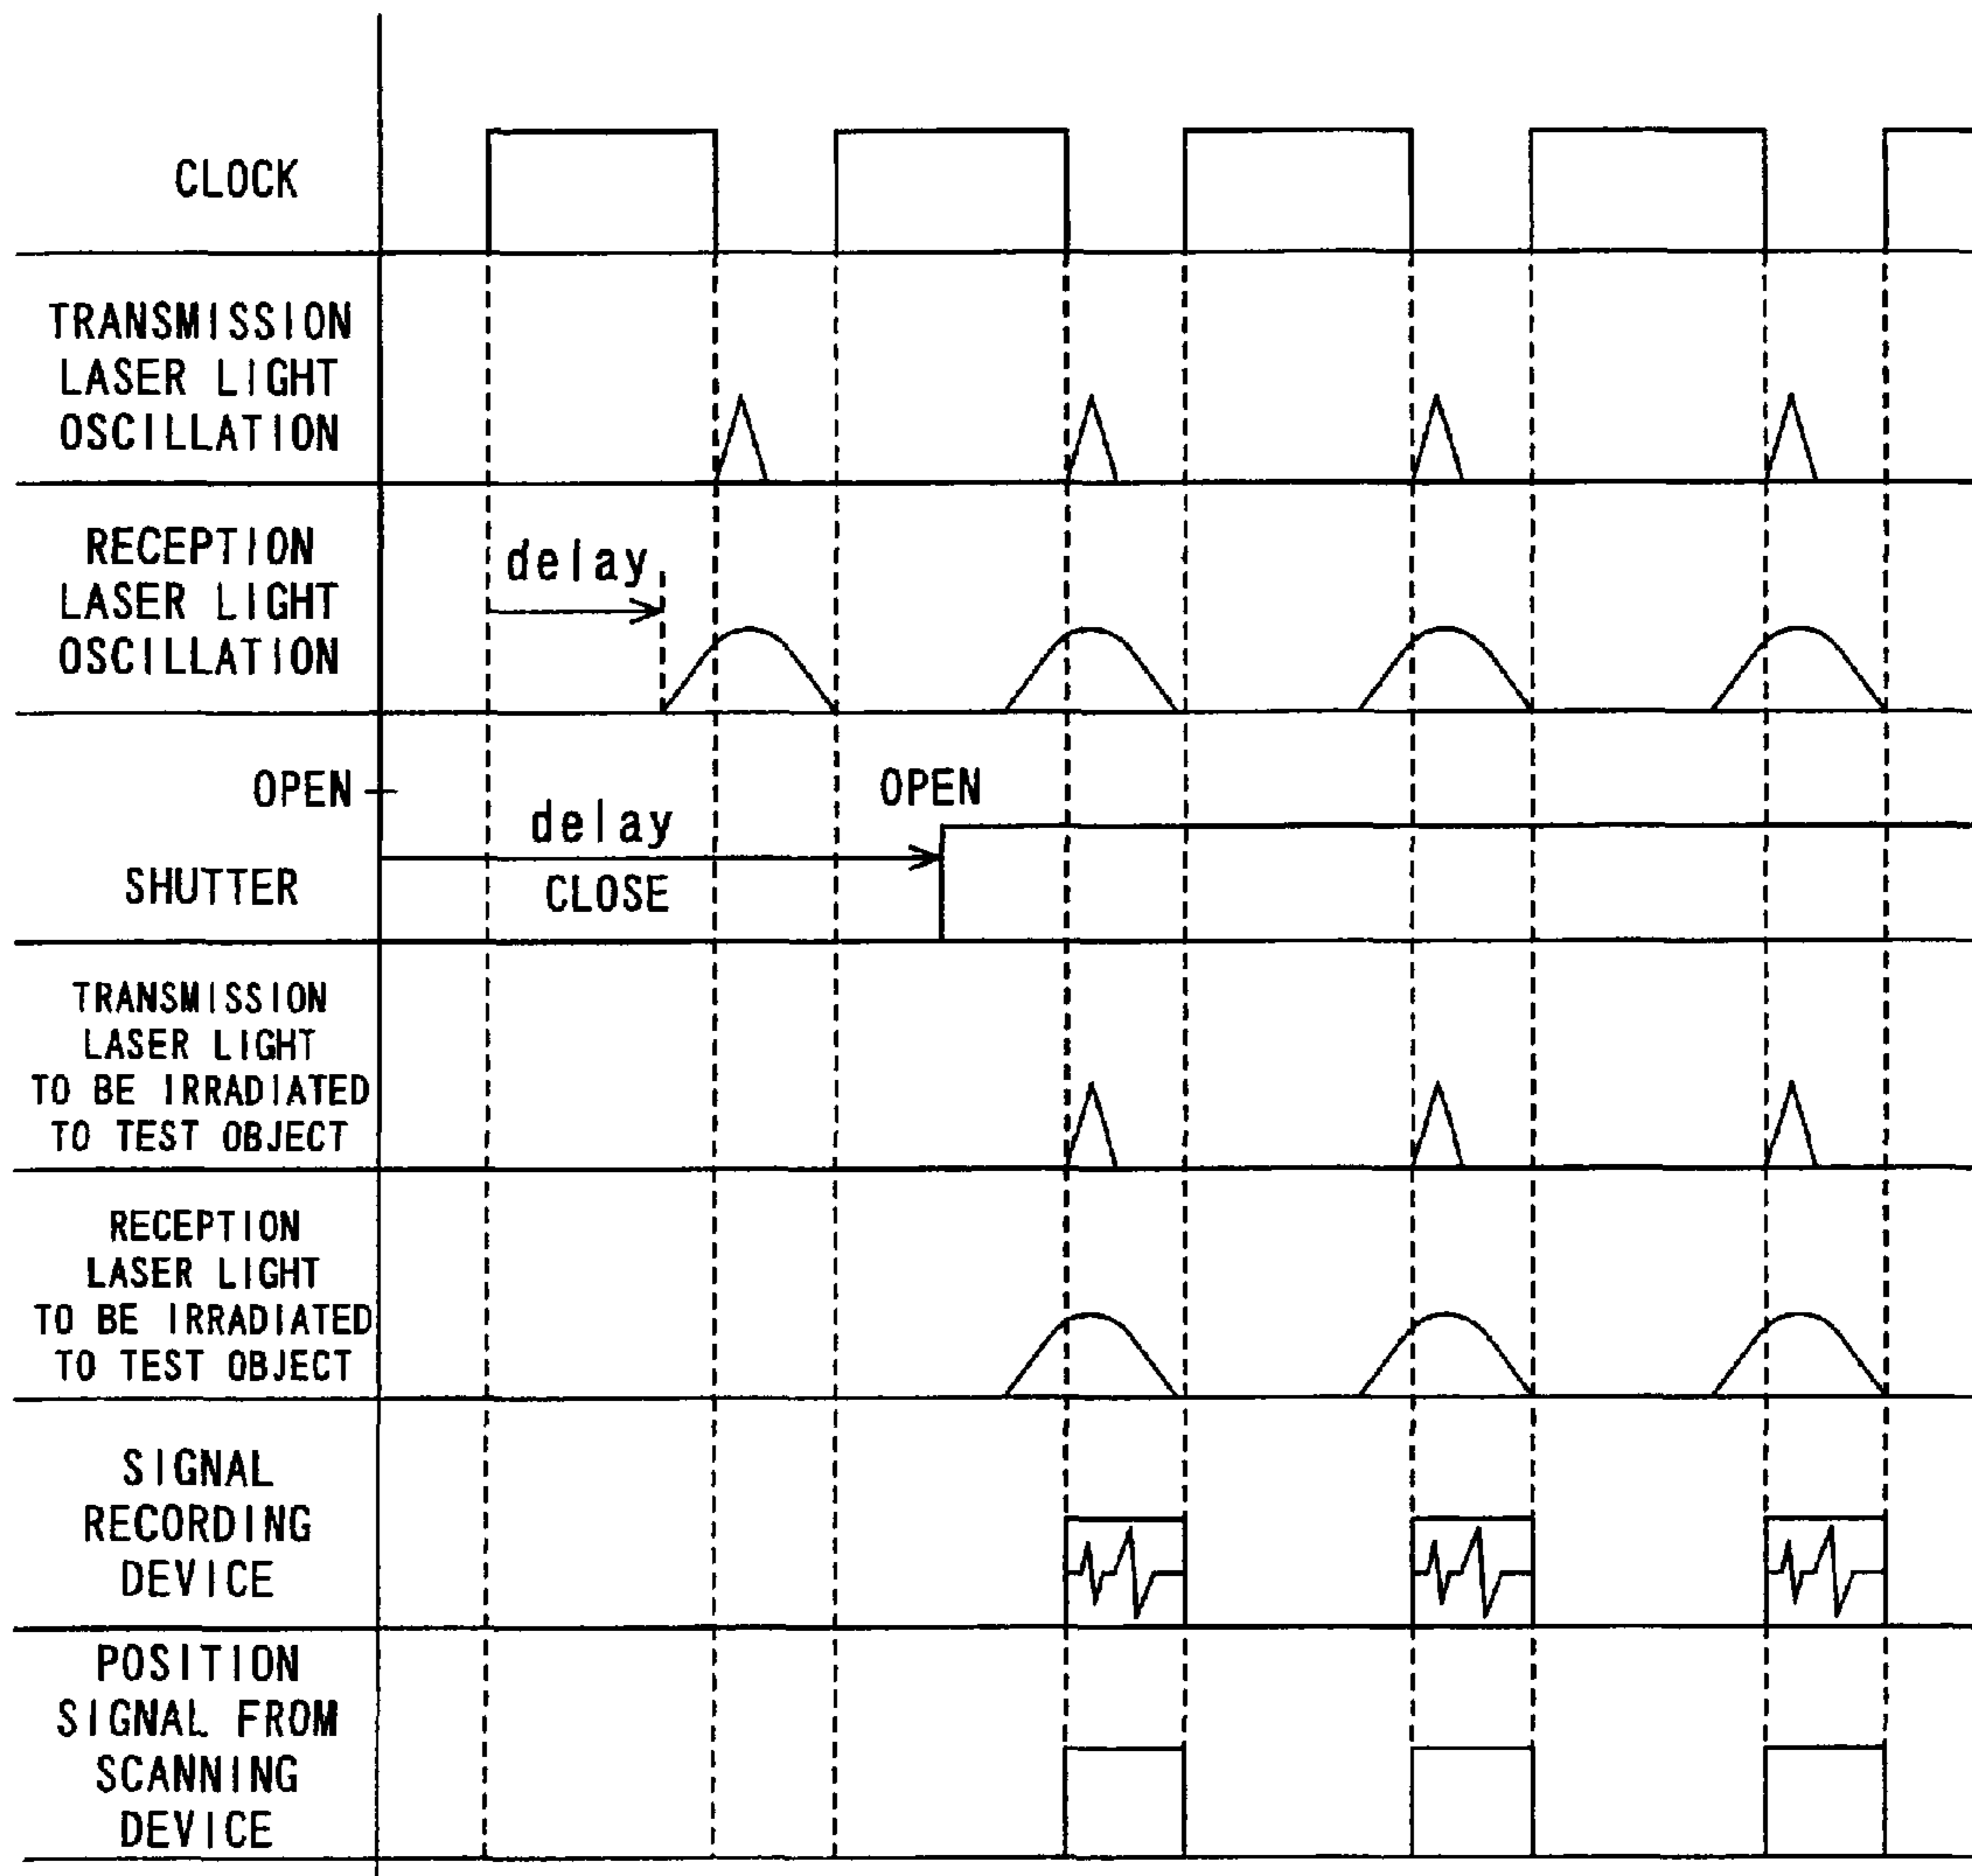 CLOCK
TRANSMISSION
LASER LIGHT
OSCILLATION
RECEPTION
LASER LIGHT
OSCILLATION
delay
OPEN
OPEN
delay
SHUTTER
CLOSE
TRANSMISSION
LASER LIGHT
TO BE IRRADIATED
TO TEST OBJECT
RECEPTION
LASER LIGHT
TO BE IRRADIATED
TO TEST OBJECT
SIGNAL
RECORDING
DEVICE
POSITION
SIGNAL FROM
SCANNING
DEVICE